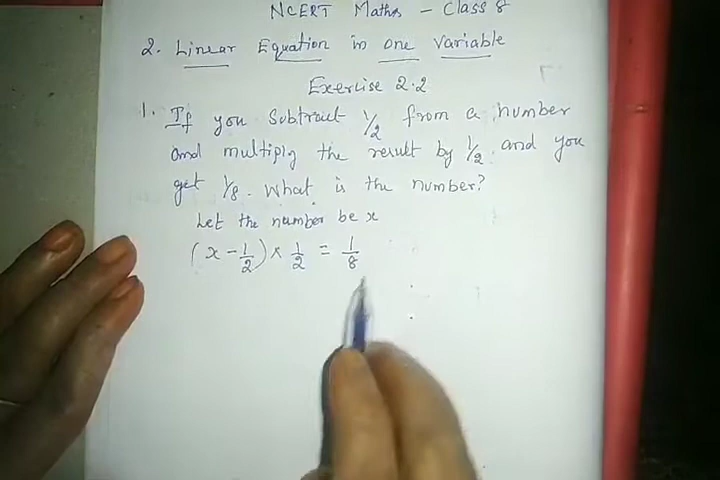 NCERT Maths - Class 8
2. Linear Equation in one Variable
Exercise 2.2
1. If you Subtract 1/2 from a number
and multiply the result by 1/2 and you
get 1/8. What is the number?
Let the number be x
(x - 1/2) × 1/2 = 1/8